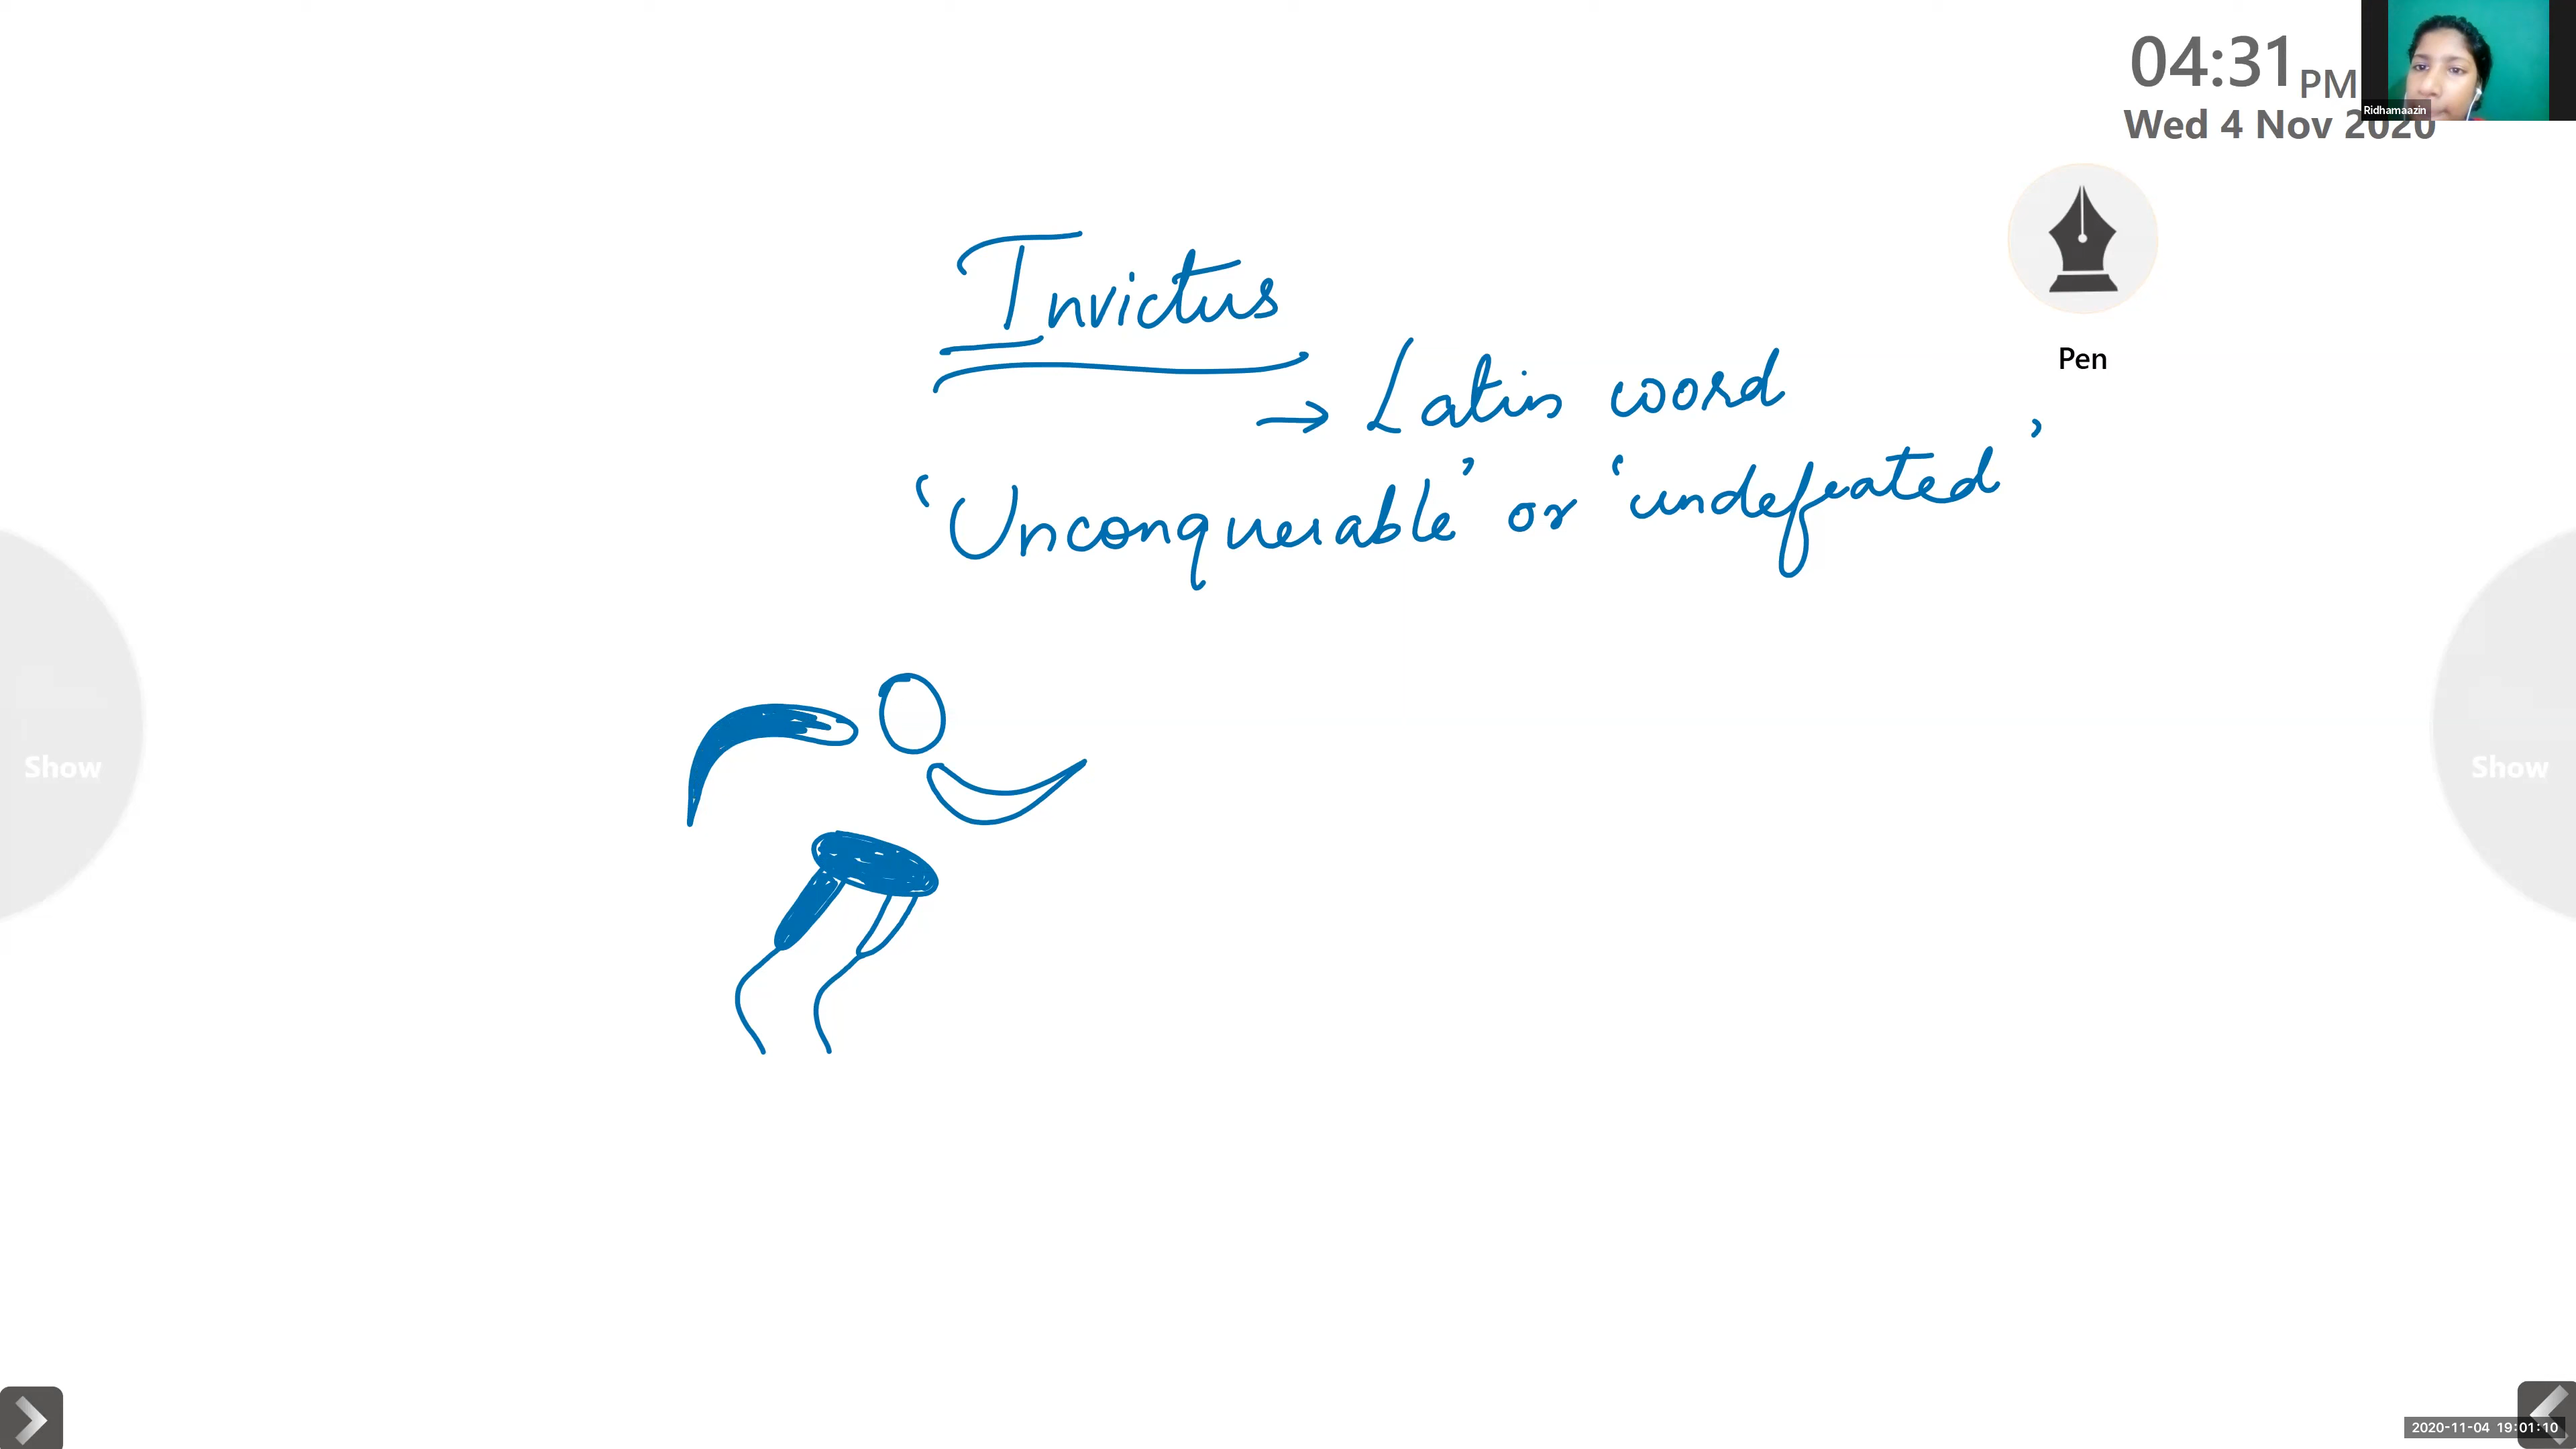 04:31 PM
Ridhamaazin
Wed 4 Nov 2020
Invictus
→ Latin word
Pen
‘Unconquerable’ or ‘undefeated’
Show
Show
2020-11-04 19:01:10